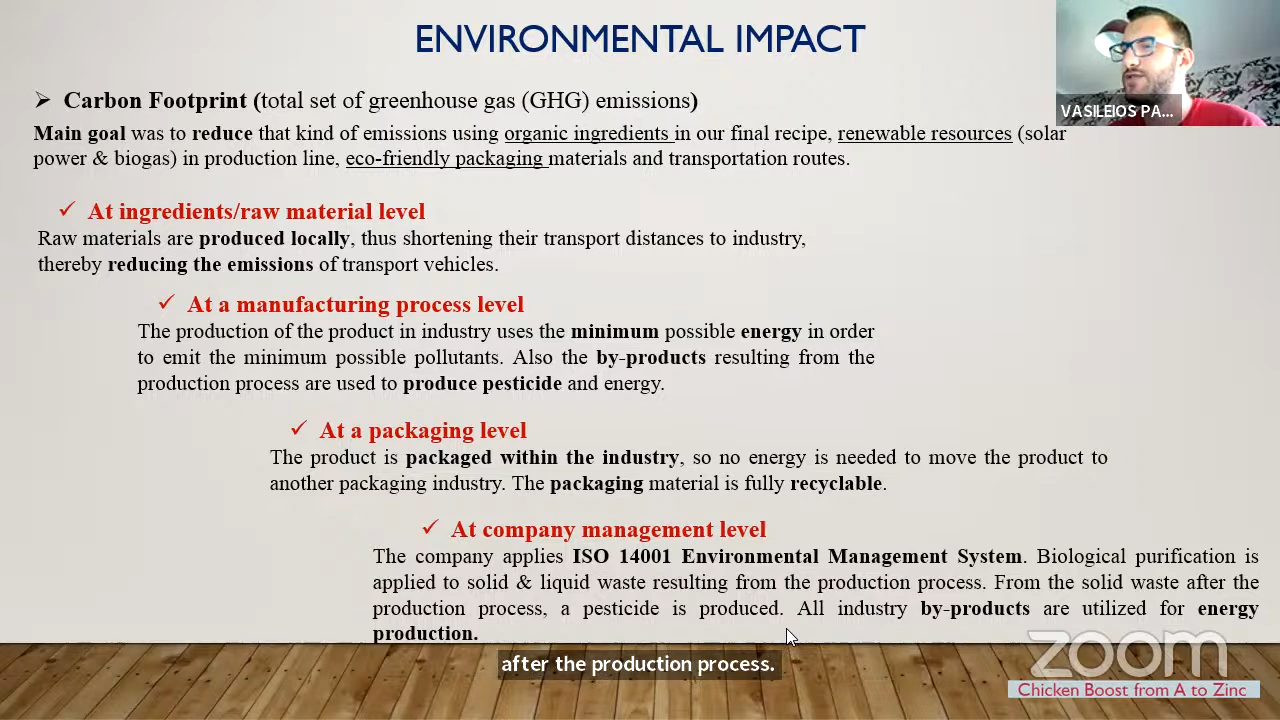 ENVIRONMENTAL IMPACT
VASILEIOS PA...
➢ Carbon Footprint (total set of greenhouse gas (GHG) emissions)
Main goal was to reduce that kind of emissions using organic ingredients in our final recipe, renewable resources (solar
power & biogas) in production line, eco-friendly packaging materials and transportation routes.
✓ At ingredients/raw material level
Raw materials are produced locally, thus shortening their transport distances to industry,
thereby reducing the emissions of transport vehicles.
✓ At a manufacturing process level
The production of the product in industry uses the minimum possible energy in order
to emit the minimum possible pollutants. Also the by-products resulting from the
production process are used to produce pesticide and energy.
✓ At a packaging level
The product is packaged within the industry, so no energy is needed to move the product to
another packaging industry. The packaging material is fully recyclable.
✓ At company management level
The company applies ISO 14001 Environmental Management System. Biological purification is
applied to solid & liquid waste resulting from the production process. From the solid waste after the
production process, a pesticide is produced. All industry by-products are utilized for energy
production.
after the production process.
zoom
Chicken Boost from A to Zinc